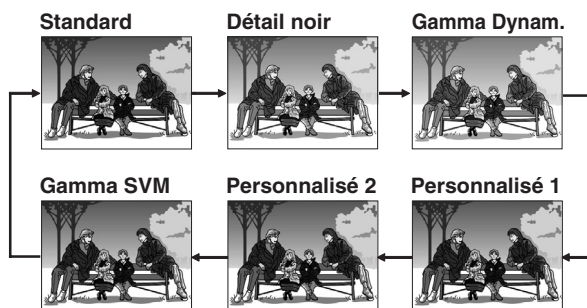 Standard
Détail noir
Gamma Dynam.
Gamma SVM
Personnalisé 2
Personnalisé 1